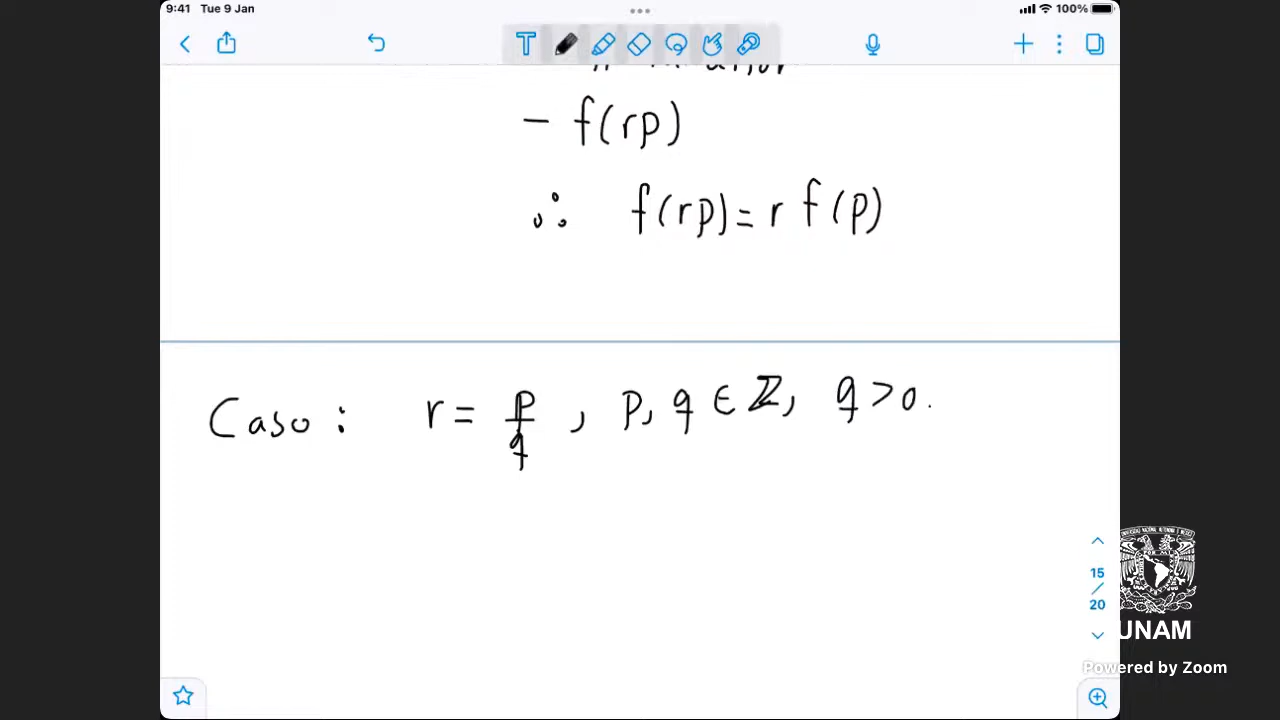 9:41 Tue 9 Jan 100%
T
- f(rp)
∴ f(rp) = r f(p)
Caso: r = p/q, p, q ∈ ℤ, q > 0.
15
/
20
UNAM
Powered by Zoom